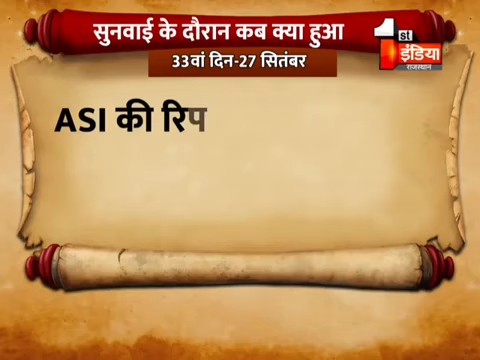 सुनवाई के दौरान कब क्या हुआ
33वां दिन-27 सितंबर
1st
इंडिया
राजस्थान
ASI की रिप